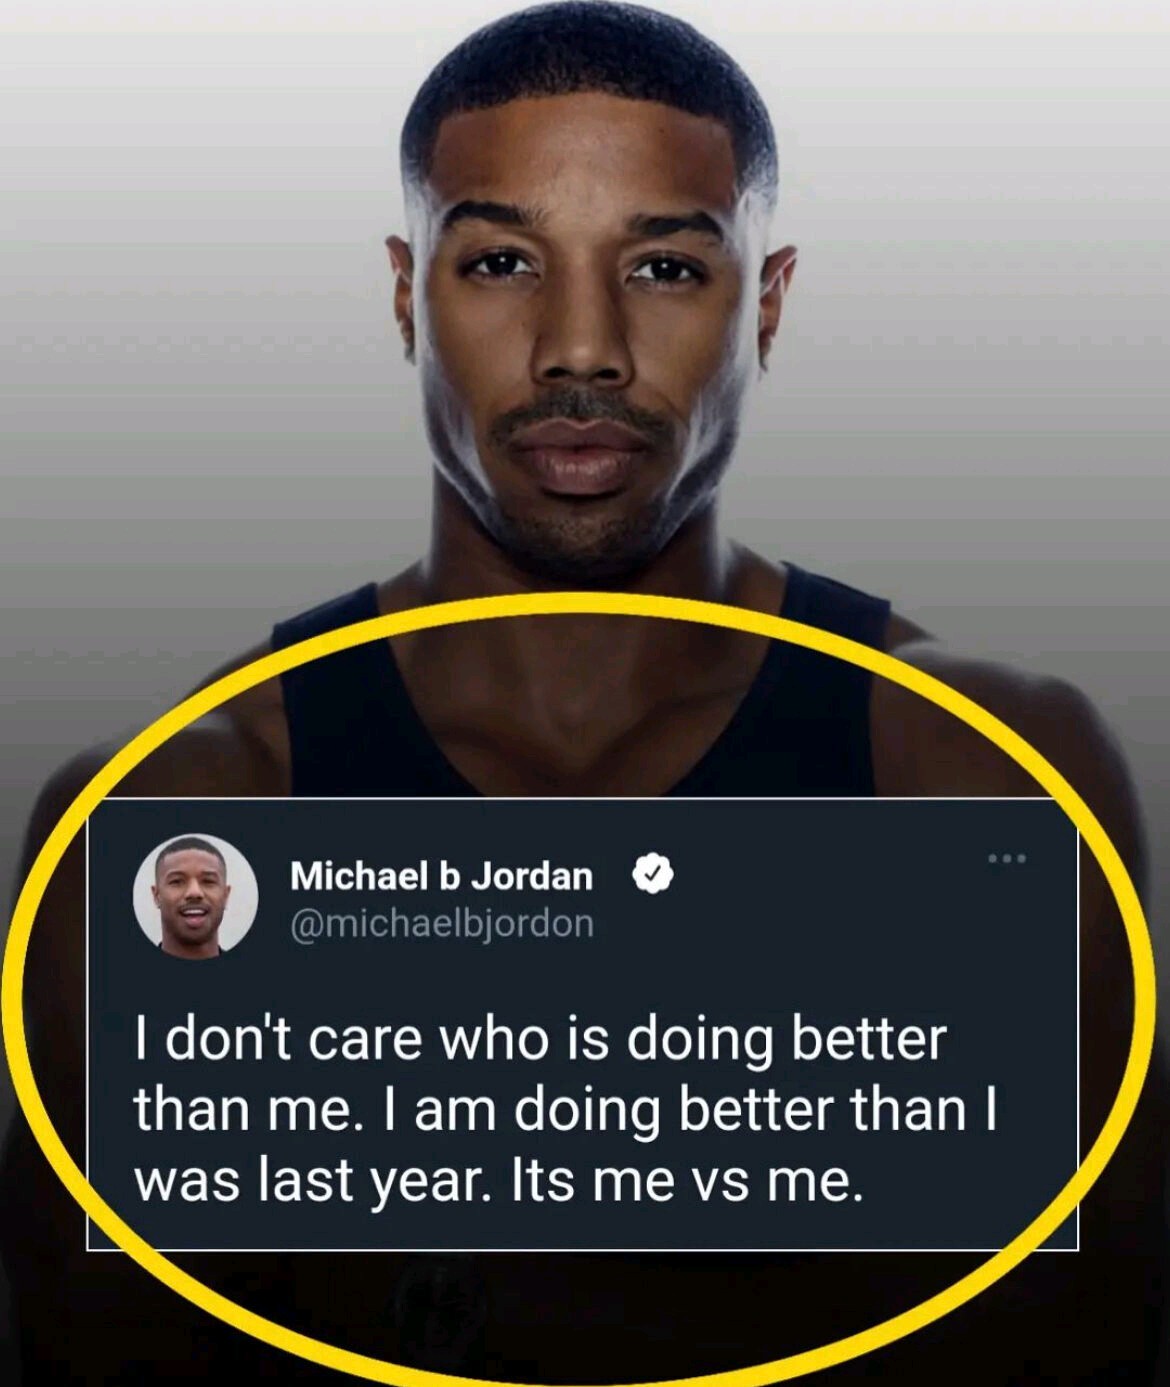 Michael b Jordan
@michaelbjordon
I don't care who is doing better
than me. I am doing better than I
was last year. Its me vs me.